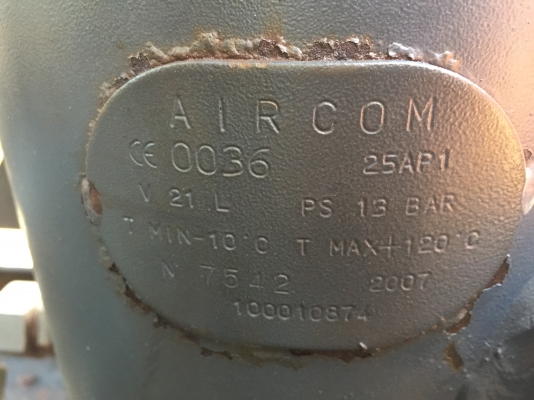 AIRCOM
CE 0036 25AP1
V 21.L PS 13 BAR
T MIN-10°C T MAX+120°C
N° 7542 2007
100010874